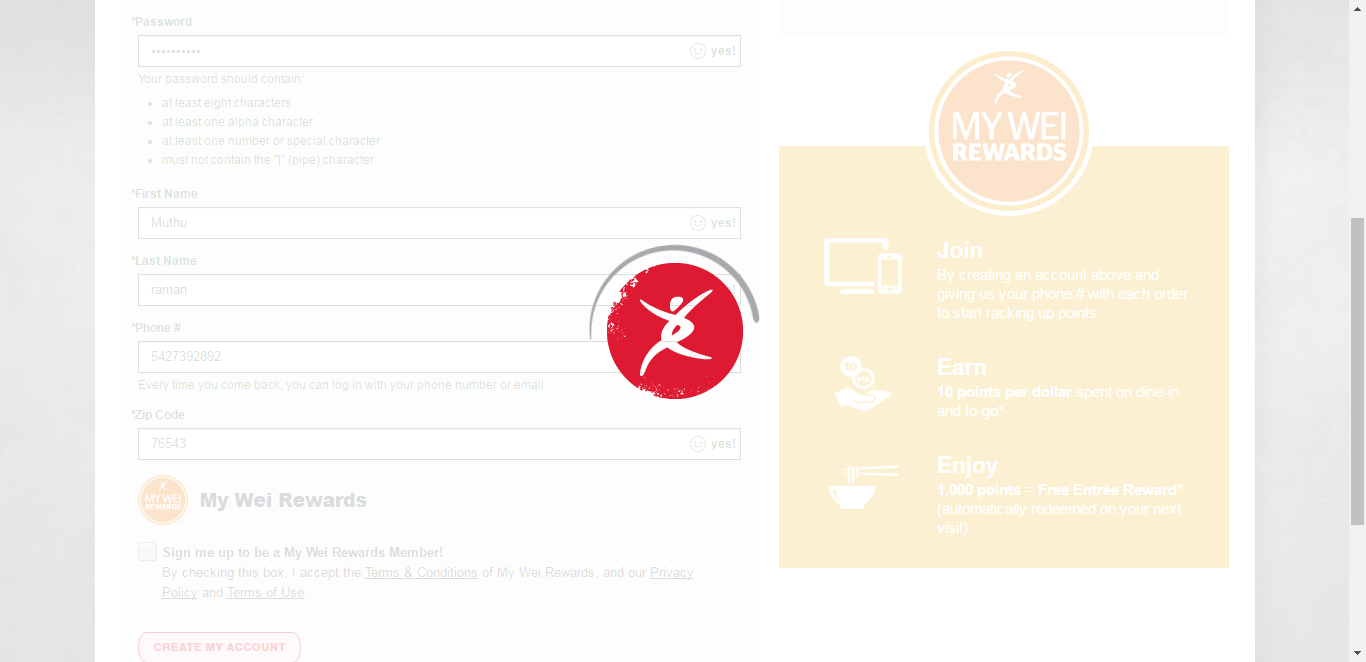 *Password
••••••••••
yes!
Your password should contain:
at least eight characters
at least one alpha character
at least one number or special character
must not contain the "|" (pipe) character
*First Name
Muthu
yes!
*Last Name
raman
*Phone #
5427392892
Every time you come back, you can log in with your phone number or email.
*Zip Code
76543
yes!
MY WEI
REWARDS
My Wei Rewards
Sign me up to be a My Wei Rewards Member!
By checking this box, I accept the Terms & Conditions of My Wei Rewards, and our Privacy
Policy and Terms of Use.
CREATE MY ACCOUNT
MY WEI
REWARDS
Join
By creating an account above and
giving us your phone # with each order
to start racking up points.
10
Earn
10 points per dollar spent on dine-in
and to-go*
Enjoy
1,000 points = Free Entrée Reward*
(automatically redeemed on your next
visit).